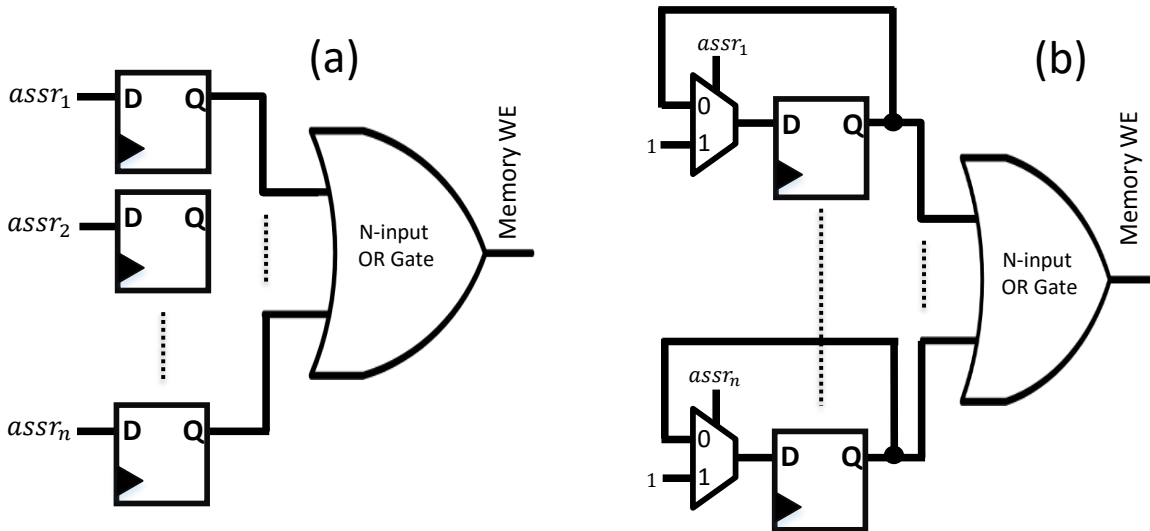 (a)
assr₁
D Q
assr₂
D Q
assrₙ
D Q
N-input
OR Gate
Memory WE
(b)
assr₁
0
1 1
D Q
assrₙ
0
1 1
D Q
N-input
OR Gate
Memory WE